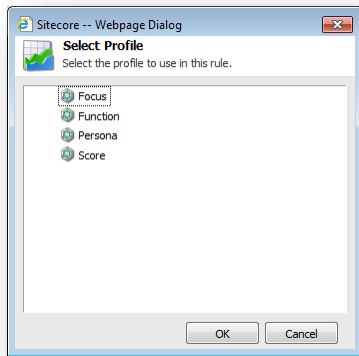 Sitecore -- Webpage Dialog
Select Profile
Select the profile to use in this rule.
Focus
Function
Persona
Score
OK Cancel